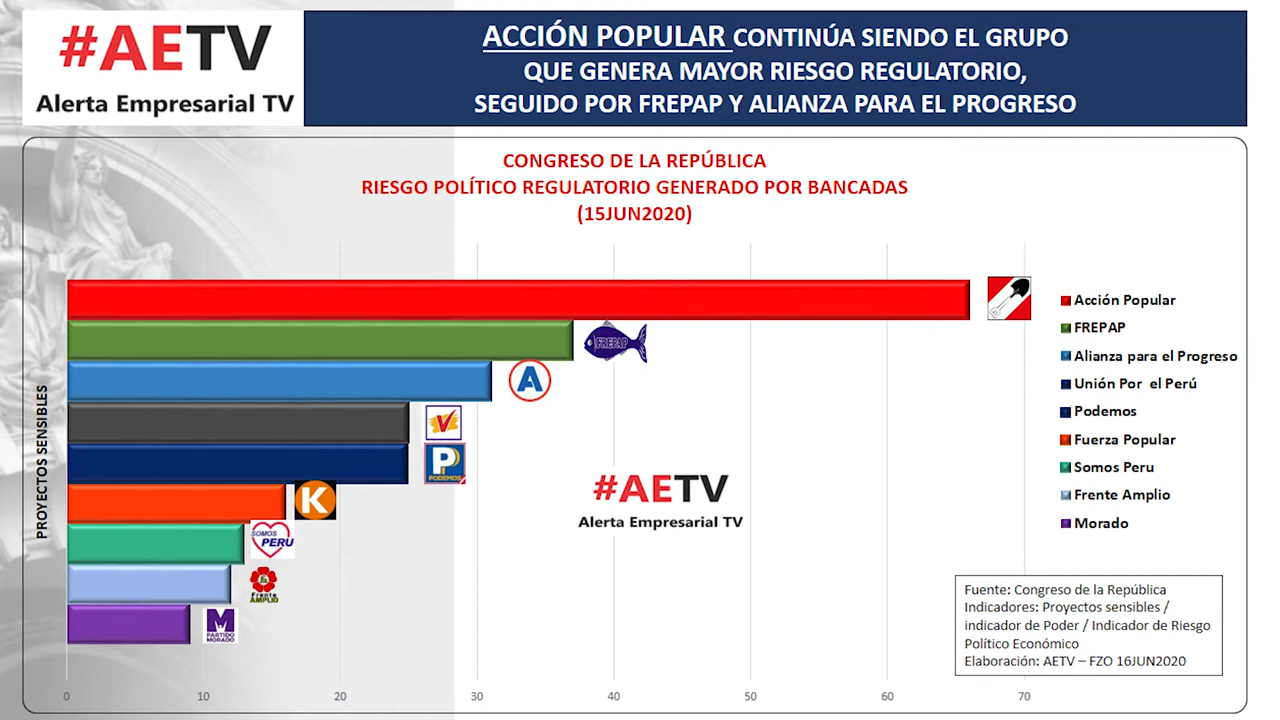 #AETV
Alerta Empresarial TV
ACCIÓN POPULAR CONTINÚA SIENDO EL GRUPO
QUE GENERA MAYOR RIESGO REGULATORIO,
SEGUIDO POR FREPAP Y ALIANZA PARA EL PROGRESO
CONGRESO DE LA REPÚBLICA
RIESGO POLÍTICO REGULATORIO GENERADO POR BANCADAS
(15JUN2020)
PROYECTOS SENSIBLES
FREPAP
A
V
P
PODEMOS
K
SOMOS
PERU
Frente
AMPLIO
M
PARTIDO
MORADO
#AETV
Alerta Empresarial TV
Acción Popular
FREPAP
Alianza para el Progreso
Unión Por el Perú
Podemos
Fuerza Popular
Somos Peru
Frente Amplio
Morado
Fuente: Congreso de la República
Indicadores: Proyectos sensibles /
indicador de Poder / Indicador de Riesgo
Político Económico
Elaboración: AETV – FZO 16JUN2020
0 10 20 30 40 50 60 70